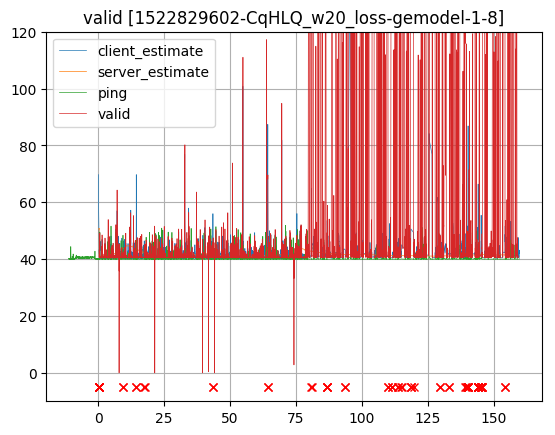 valid [1522829602-CqHLQ_w20_loss-gemodel-1-8]
120
100
80
60
40
20
0
client_estimate
server_estimate
ping
valid
0 25 50 75 100 125 150